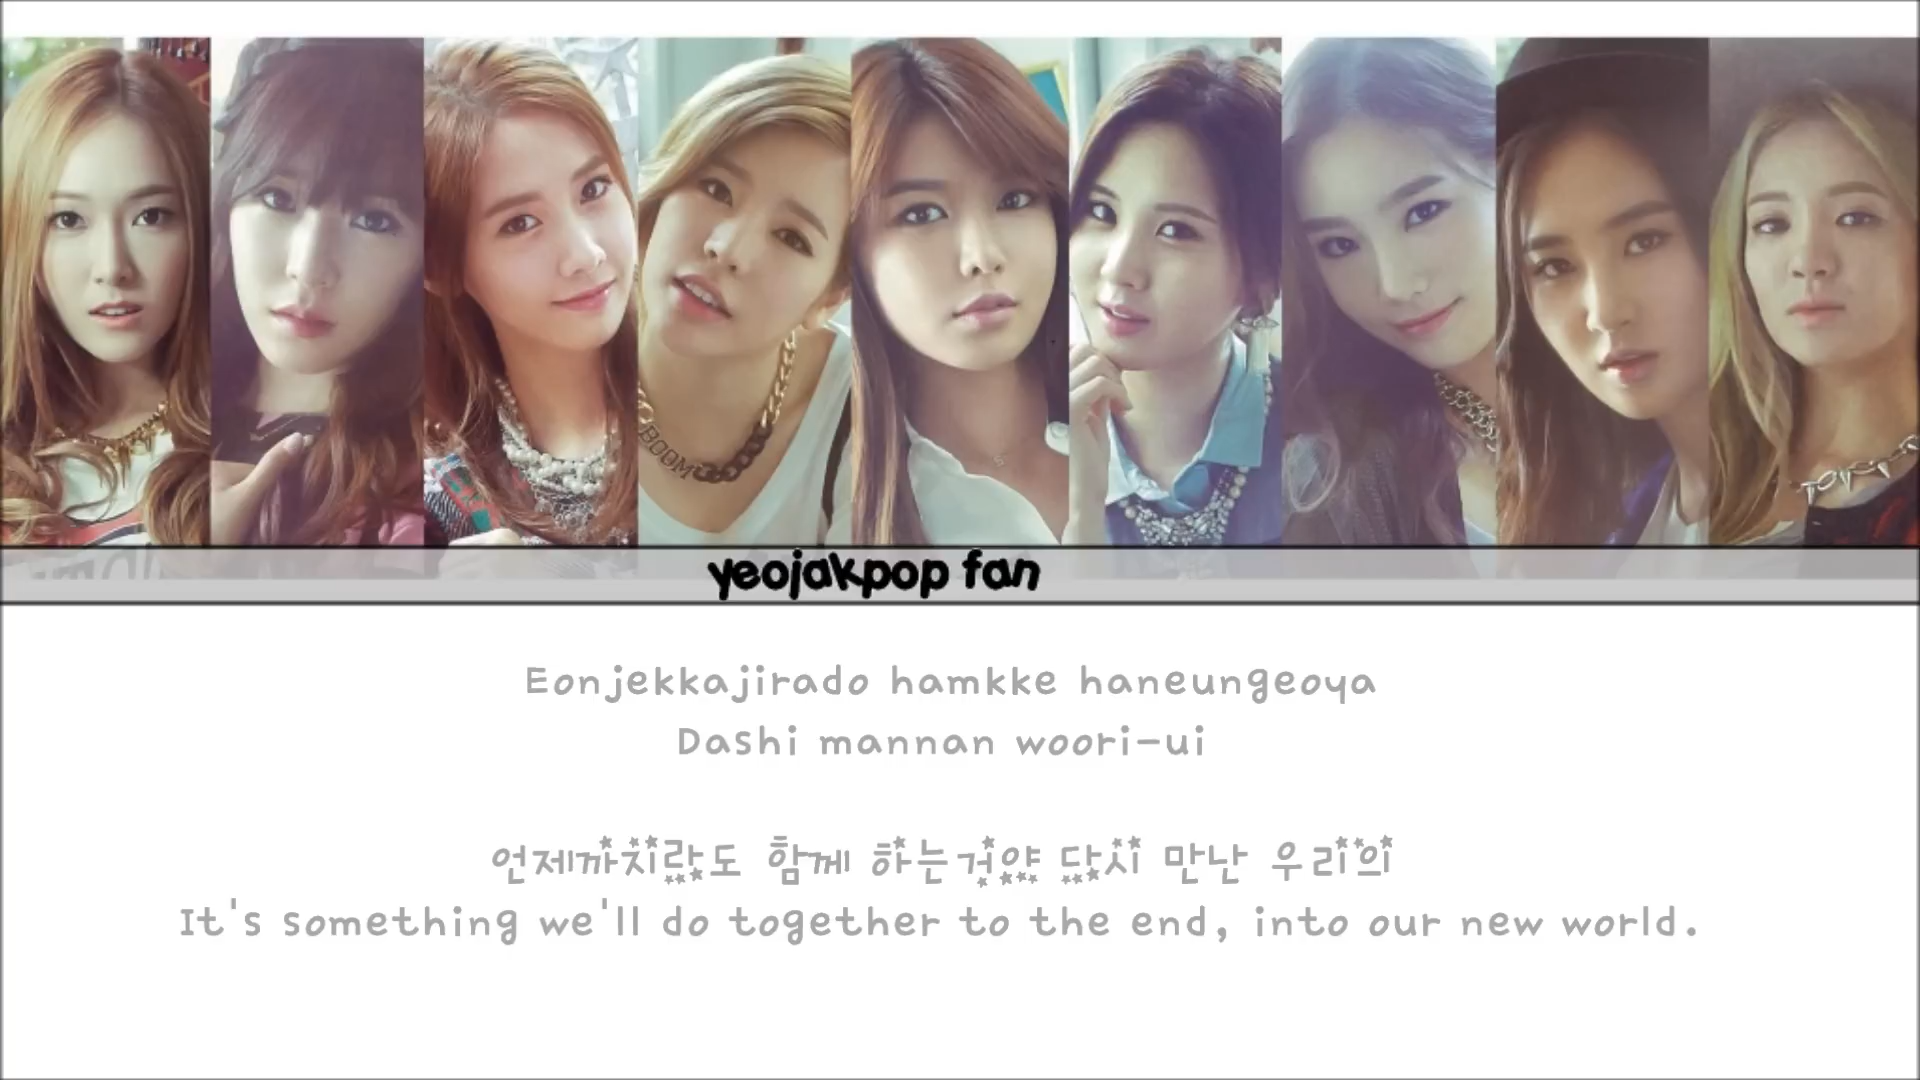 BOOM
yeojakpop fan
Eonjekkajirado hamkke haneungeoya
Dashi mannan woori-ui
언제까지라도 함께 하는거야 다시 만난 우리의
It's something we'll do together to the end, into our new world.